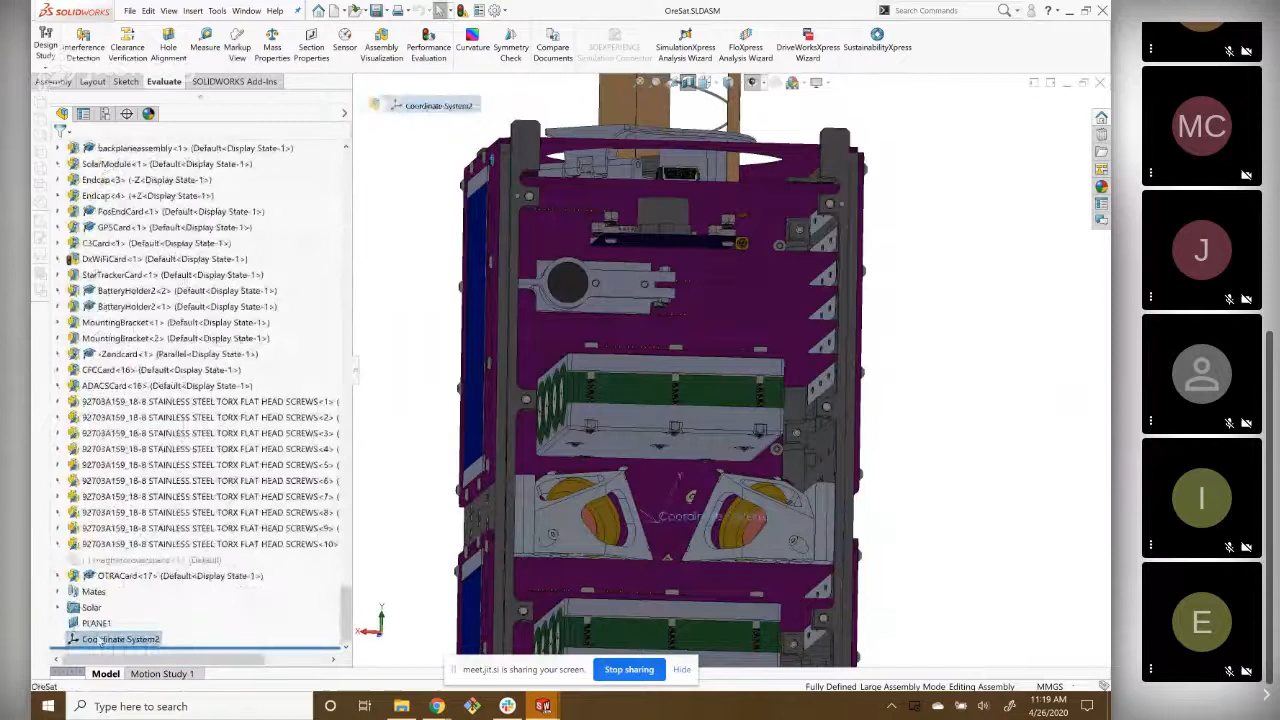 SOLIDWORKS
File
Edit
View
Insert
Tools
Window
Help
OreSat.SLDASM
Search Commands
Design Study
Interference Detection
Clearance Verification
Hole Alignment
Measure
Markup View
Mass Properties
Section Properties
Sensor
Assembly Visualization
Performance Evaluation
Curvature
Symmetry Check
Compare Documents
3DEXPERIENCE Simulation Connector
SimulationXpress Analysis Wizard
FloXpress Analysis Wizard
DriveWorksXpress Wizard
SustainabilityXpress
Assembly
Layout
Sketch
Evaluate
SOLIDWORKS Add-Ins
Coordinate System2
backplaneassembly<1> (Default<Display State-1>)
SolarModule<1> (Default<Display State-1>)
Endcap<3> (-Z<Display State-1>)
Endcap<4> (+Z<Display State-1>)
PosEndCard<1> (Default<Display State-1>)
GPSCard<1> (Default<Display State-1>)
C3Card<1> (Default<Display State-1>)
DxWiFiCard<1> (Default<Display State-1>)
StarTrackerCard<1> (Default<Display State-1>)
BatteryHolder2<2> (Default<Display State-1>)
BatteryHolder2<1> (Default<Display State-1>)
MountingBracket<1> (Default<Display State-1>)
MountingBracket<2> (Default<Display State-1>)
-Zendcard<1> (Parallel<Display State-1>)
CFCCard<16> (Default<Display State-1>)
ADACSCard<16> (Default<Display State-1>)
92703A159_18-8 STAINLESS STEEL TORX FLAT HEAD SCREWS<1> (
92703A159_18-8 STAINLESS STEEL TORX FLAT HEAD SCREWS<2> (
92703A159_18-8 STAINLESS STEEL TORX FLAT HEAD SCREWS<3> (
92703A159_18-8 STAINLESS STEEL TORX FLAT HEAD SCREWS<4> (
92703A159_18-8 STAINLESS STEEL TORX FLAT HEAD SCREWS<5> (
92703A159_18-8 STAINLESS STEEL TORX FLAT HEAD SCREWS<6> (
92703A159_18-8 STAINLESS STEEL TORX FLAT HEAD SCREWS<7> (
92703A159_18-8 STAINLESS STEEL TORX FLAT HEAD SCREWS<8> (
92703A159_18-8 STAINLESS STEEL TORX FLAT HEAD SCREWS<9> (
92703A159_18-8 STAINLESS STEEL TORX FLAT HEAD SCREWS<10>
(Default)
OTRACard<17> (Default<Display State-1>)
Mates
Solar
PLANE1
Coordinate System2
Y
X
Model
Motion Study 1
meet.jit.si is sharing your screen.
Stop sharing
Hide
OreSat
Fully Defined
Large Assembly Mode
Editing Assembly
MMGS
Type here to search
11:19 AM
4/26/2020
MC
J
I
E